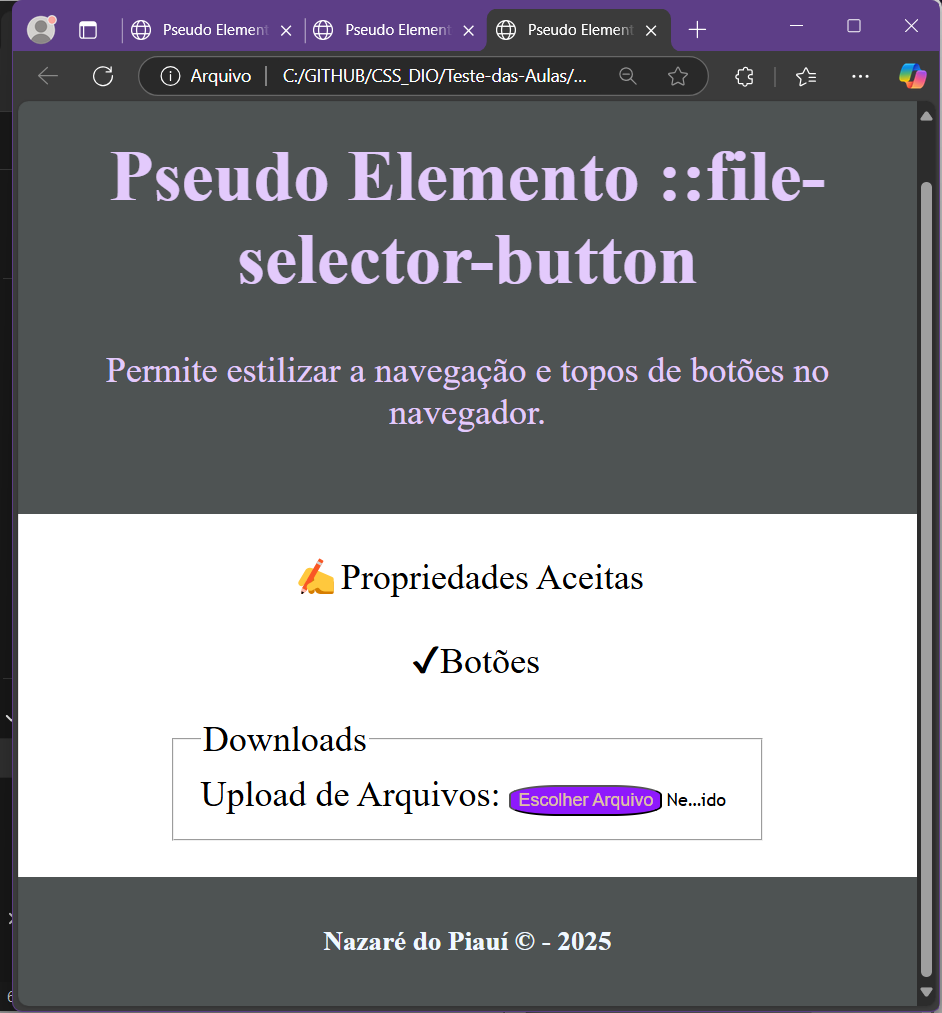 Pseudo Element
Pseudo Element
Pseudo Element
Arquivo | C:/GITHUB/CSS_DIO/Teste-das-Aulas/...
Pseudo Elemento ::file-
selector-button
Permite estilizar a navegação e topos de botões no
navegador.
✍Propriedades Aceitas
✔Botões
Downloads
Upload de Arquivos: Escolher Arquivo Ne...ido
Nazaré do Piauí © - 2025